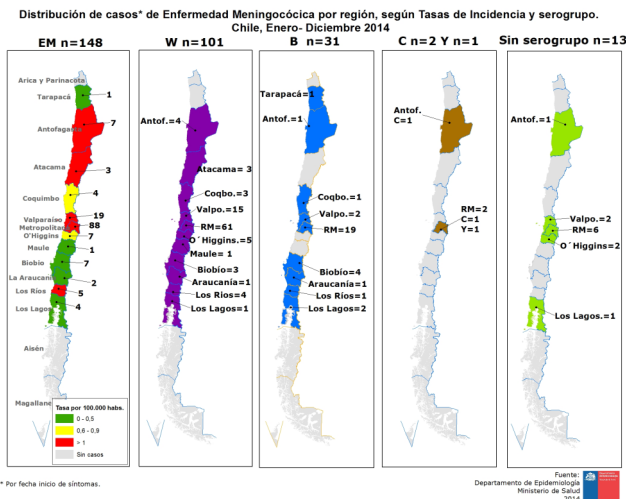 Distribución de casos* de Enfermedad Meningocócica por región, según Tasas de Incidencia y serogrupo.
Chile, Enero- Diciembre 2014
EM n=148
Arica y Parinacota
Tarapacá
1
7
Antofagasta
Atacama
3
4
Coquimbo
19
Valparaíso
88
Metropolitana
O'Higgins
7
Maule
1
Biobío
7
La Araucaní
2
Los Ríos
5
4
Los Lagos
Aisén
Magallane
Tasa por 100.000 habs.
0 - 0,5
0,6 - 0,9
> 1
Sin casos
W n=101
Antof.=4
Atacama= 3
Coqbo.=3
Valpo.=15
RM=61
O´Higgins.=5
Maule= 1
Biobío=3
Araucanía=1
Los Rios=4
Los Lagos=1
B n=31
Tarapacá=1
Antof.=1
Coqbo.=1
Valpo.=2
RM=19
Biobío=4
Araucanía=1
Los Ríos=1
Los Lagos=2
C n=2 Y n=1
Antof.
C=1
RM=2
C=1
Y=1
Sin serogrupo n=13
Antof.=1
Valpo.=2
RM=6
O´Higgins=2
Los Lagos.=1
* Por fecha inicio de síntomas.
Fuente:
Departamento de Epidemiología
Ministerio de Salud
2014